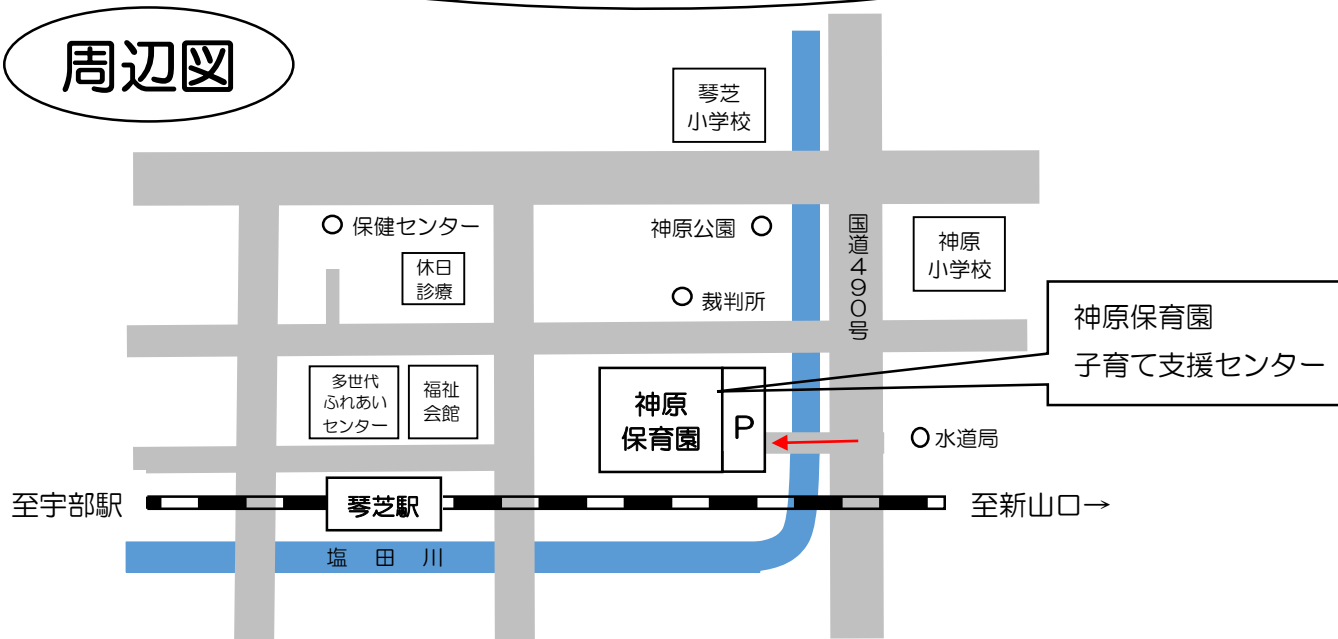 周辺図
琴芝
小学校
保健センター
神原公園
国道490号
神原
小学校
休日
診療
裁判所
神原保育園
子育て支援センター
多世代
ふれあい
センター
福祉
会館
神原
保育園
P
水道局
至宇部駅
琴芝駅
至新山口→
塩田川